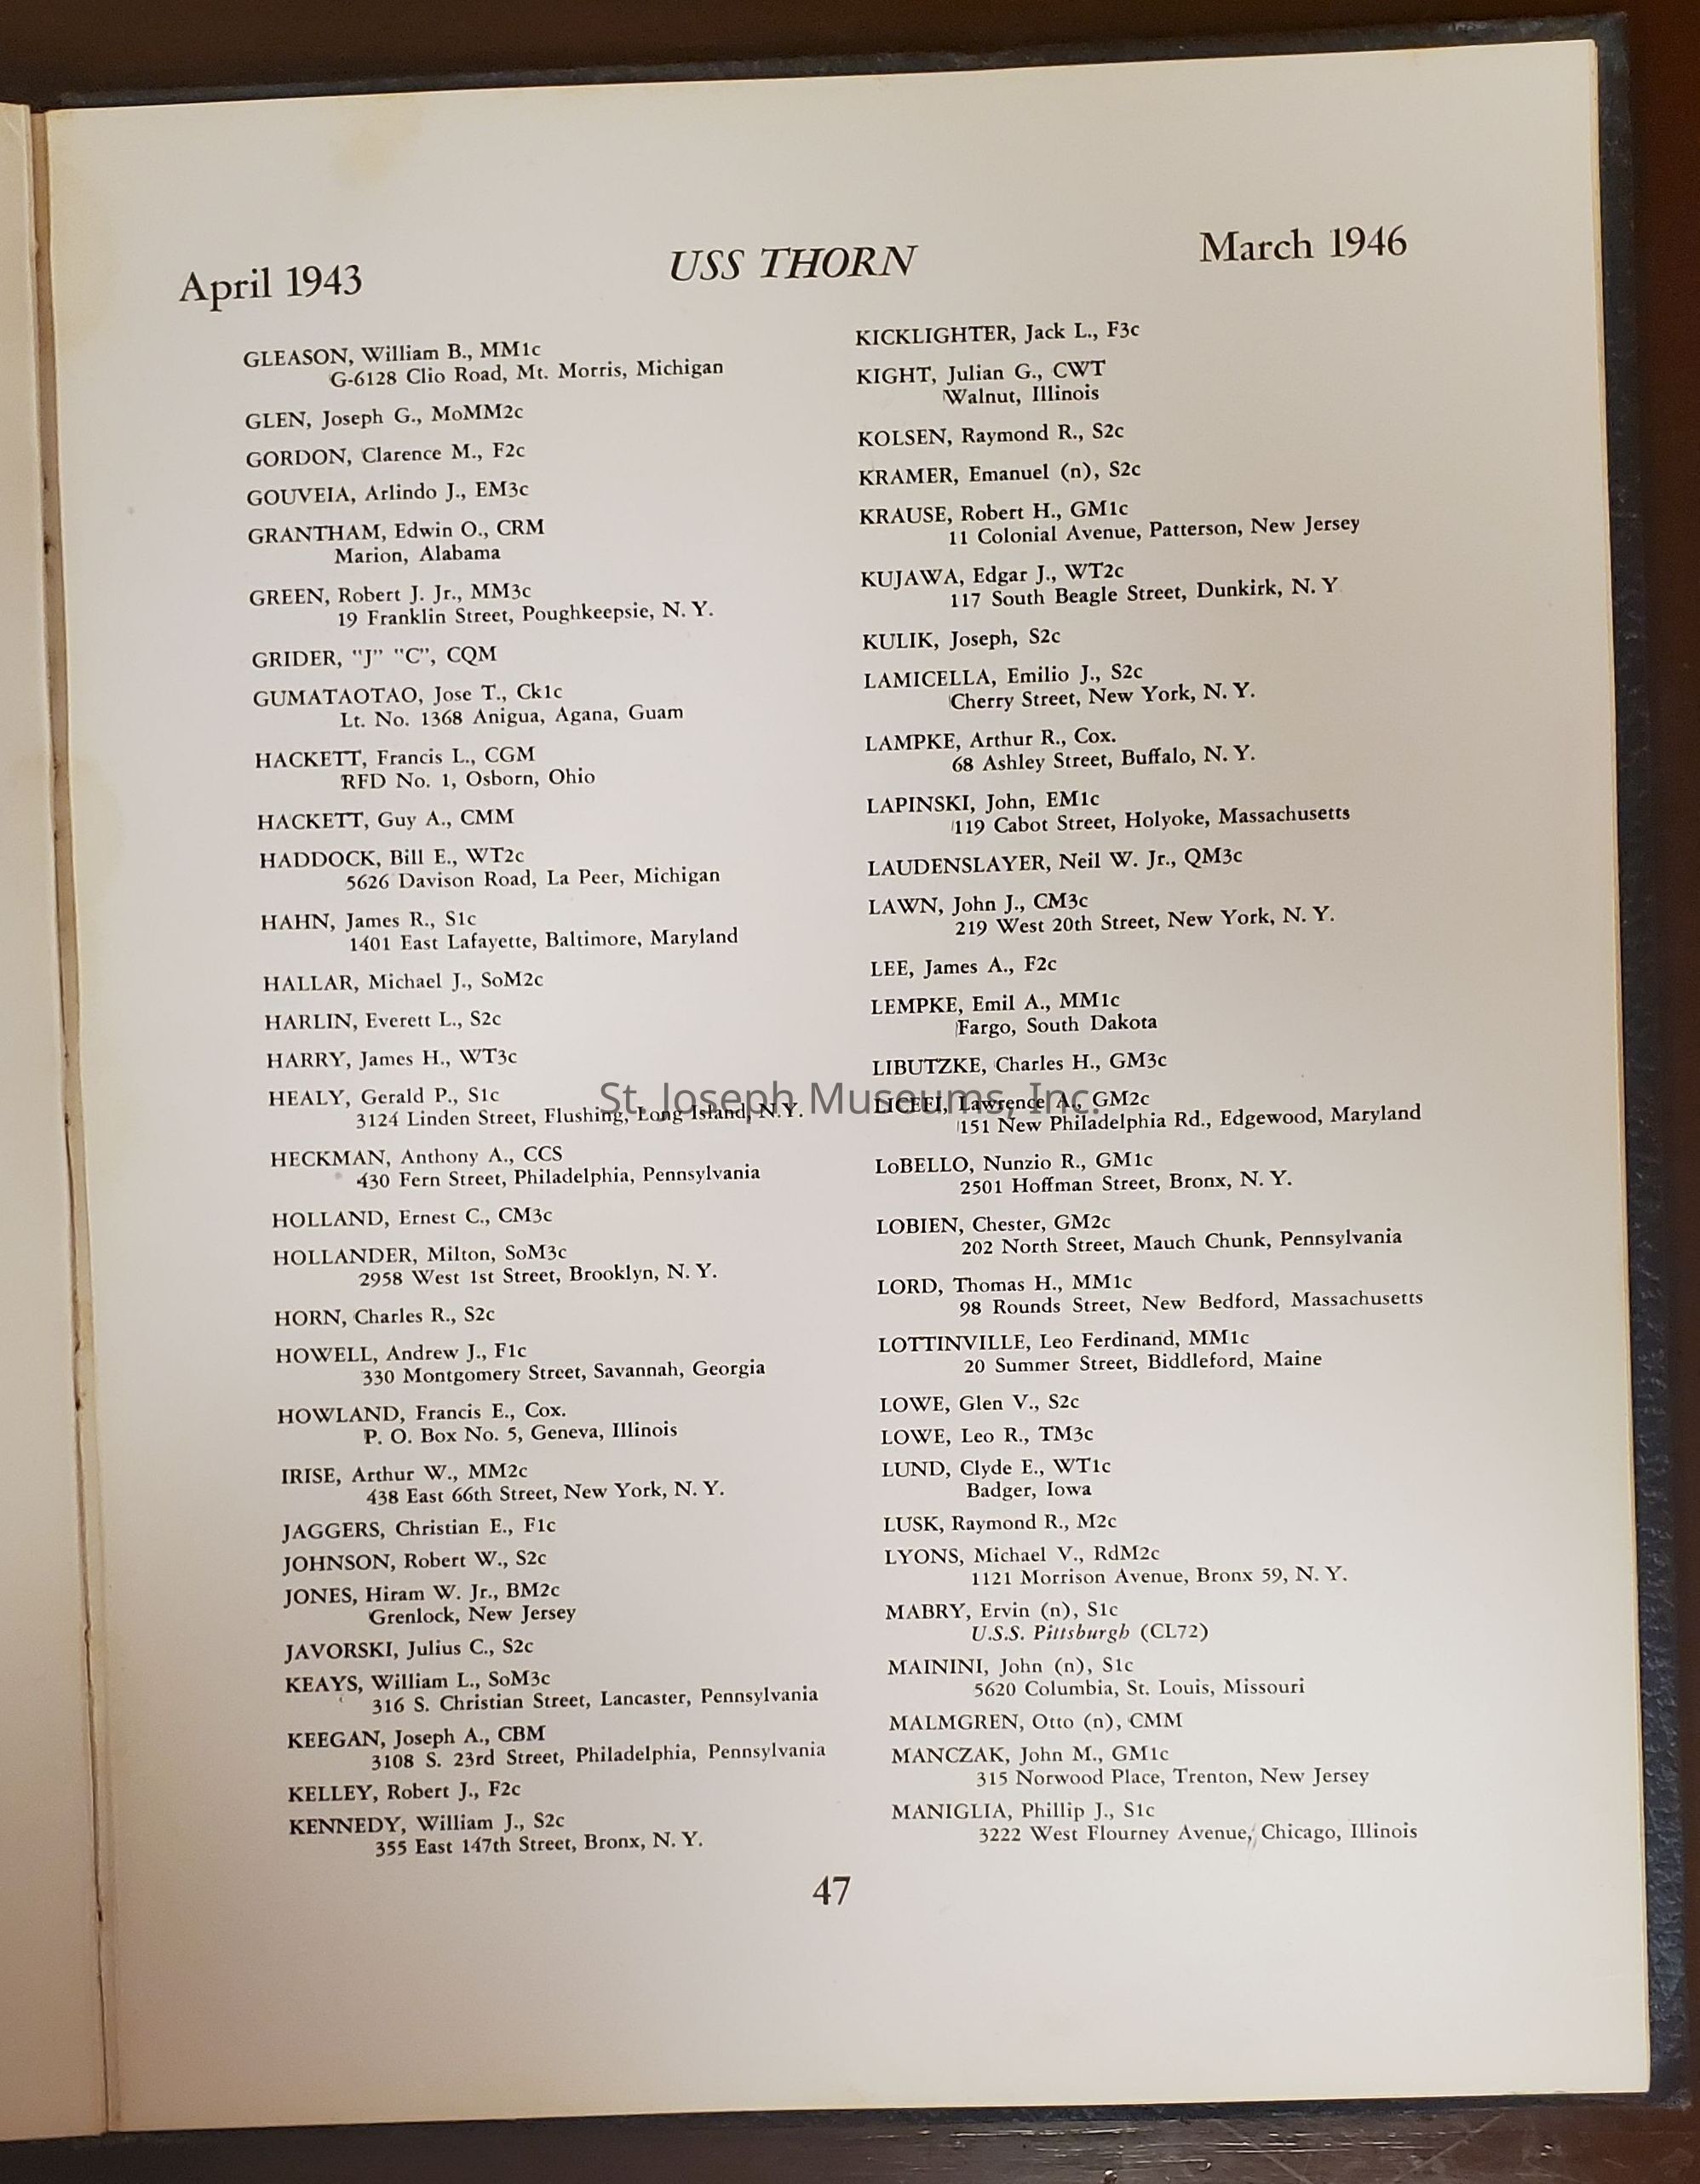 April 1943 USS THORN March 1946
GLEASON, William B., MM1c
G-6128 Clio Road, Mt. Morris, Michigan
GLEN, Joseph G., MoMM2c
GORDON, Clarence M., F2c
GOUVEIA, Arlindo J., EM3c
GRANTHAM, Edwin O., CRM
Marion, Alabama
GREEN, Robert J. Jr., MM3c
19 Franklin Street, Poughkeepsie, N. Y.
GRIDER, "J" "C", CQM
GUMATAOTAO, Jose T., Ck1c
Lt. No. 1368 Anigua, Agana, Guam
HACKETT, Francis L., CGM
RFD No. 1, Osborn, Ohio
HACKETT, Guy A., CMM
HADDOCK, Bill E., WT2c
5626 Davison Road, La Peer, Michigan
HAHN, James R., S1c
1401 East Lafayette, Baltimore, Maryland
HALLAR, Michael J., SoM2c
HARLIN, Everett L., S2c
HARRY, James H., WT3c
HEALY, Gerald P., S1c
3124 Linden Street, Flushing, Long Island, N.Y.
HECKMAN, Anthony A., CCS
430 Fern Street, Philadelphia, Pennsylvania
HOLLAND, Ernest C., CM3c
HOLLANDER, Milton, SoM3c
2958 West 1st Street, Brooklyn, N. Y.
HORN, Charles R., S2c
HOWELL, Andrew J., F1c
330 Montgomery Street, Savannah, Georgia
HOWLAND, Francis E., Cox.
P. O. Box No. 5, Geneva, Illinois
IRISE, Arthur W., MM2c
438 East 66th Street, New York, N. Y.
JAGGERS, Christian E., F1c
JOHNSON, Robert W., S2c
JONES, Hiram W. Jr., BM2c
Grenlock, New Jersey
JAVORSKI, Julius C., S2c
KEAYS, William L., SoM3c
316 S. Christian Street, Lancaster, Pennsylvania
KEEGAN, Joseph A., CBM
3108 S. 23rd Street, Philadelphia, Pennsylvania
KELLEY, Robert J., F2c
KENNEDY, William J., S2c
355 East 147th Street, Bronx, N. Y.
KICKLIGHTER, Jack L., F3c
KIGHT, Julian G., CWT
Walnut, Illinois
KOLSEN, Raymond R., S2c
KRAMER, Emanuel (n), S2c
KRAUSE, Robert H., GM1c
11 Colonial Avenue, Patterson, New Jersey
KUJAWA, Edgar J., WT2c
117 South Beagle Street, Dunkirk, N. Y
KULIK, Joseph, S2c
LAMICELLA, Emilio J., S2c
Cherry Street, New York, N. Y.
LAMPKE, Arthur R., Cox.
68 Ashley Street, Buffalo, N. Y.
LAPINSKI, John, EM1c
119 Cabot Street, Holyoke, Massachusetts
LAUDENSLAYER, Neil W. Jr., QM3c
LAWN, John J., CM3c
219 West 20th Street, New York, N. Y.
LEE, James A., F2c
LEMPKE, Emil A., MM1c
Fargo, South Dakota
LIBUTZKE, Charles H., GM3c
LICEFI, Lawrence A., GM2c
151 New Philadelphia Rd., Edgewood, Maryland
LoBELLO, Nunzio R., GM1c
2501 Hoffman Street, Bronx, N. Y.
LOBIEN, Chester, GM2c
202 North Street, Mauch Chunk, Pennsylvania
LORD, Thomas H., MM1c
98 Rounds Street, New Bedford, Massachusetts
LOTTINVILLE, Leo Ferdinand, MM1c
20 Summer Street, Biddleford, Maine
LOWE, Glen V., S2c
LOWE, Leo R., TM3c
LUND, Clyde E., WT1c
Badger, Iowa
LUSK, Raymond R., M2c
LYONS, Michael V., RdM2c
1121 Morrison Avenue, Bronx 59, N. Y.
MABRY, Ervin (n), S1c
U.S.S. Pittsburgh (CL72)
MAININI, John (n), S1c
5620 Columbia, St. Louis, Missouri
MALMGREN, Otto (n), CMM
MANCZAK, John M., GM1c
315 Norwood Place, Trenton, New Jersey
MANIGLIA, Phillip J., S1c
3222 West Flourney Avenue, Chicago, Illinois
47
St. Joseph Museums, Inc.